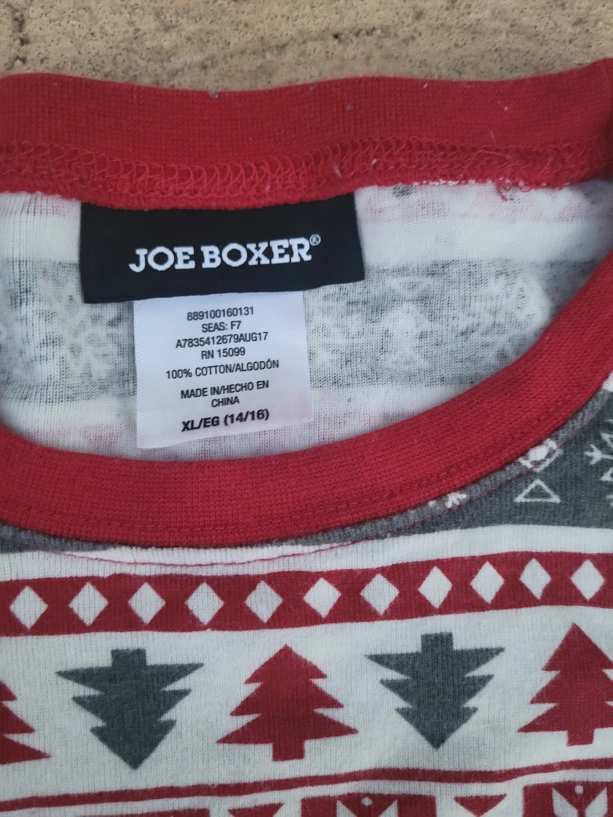 JOE BOXER®
889100160131
SEAS: F7
A7835412679AUG17
RN 15099
100% COTTON/ALGODÓN
MADE IN/HECHO EN
CHINA
XL/EG (14/16)